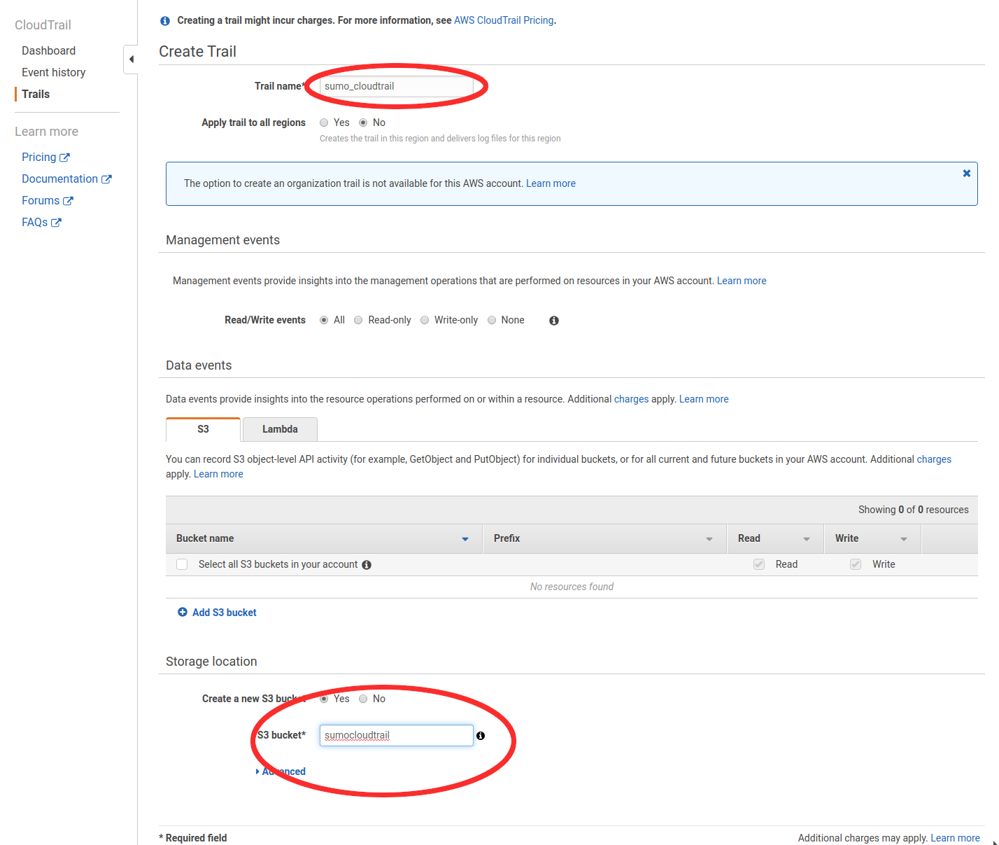 CloudTrail
Dashboard
Event history
Trails
Learn more
Pricing
Documentation
Forums
FAQs
Creating a trail might incur charges. For more information, see AWS CloudTrail Pricing.
Create Trail
Trail name* sumo_cloudtrail
Apply trail to all regions Yes No
Creates the trail in this region and delivers log files for this region
The option to create an organization trail is not available for this AWS account. Learn more
Management events
Management events provide insights into the management operations that are performed on resources in your AWS account. Learn more
Read/Write events All Read-only Write-only None
Data events
Data events provide insights into the resource operations performed on or within a resource. Additional charges apply. Learn more
S3 Lambda
You can record S3 object-level API activity (for example, GetObject and PutObject) for individual buckets, or for all current and future buckets in your AWS account. Additional charges
apply. Learn more
Showing 0 of 0 resources
Bucket name Prefix Read Write
Select all S3 buckets in your account Read Write
No resources found
Add S3 bucket
Storage location
Create a new S3 bucket Yes No
S3 bucket* sumocloudtrail
Advanced
* Required field Additional charges may apply. Learn more